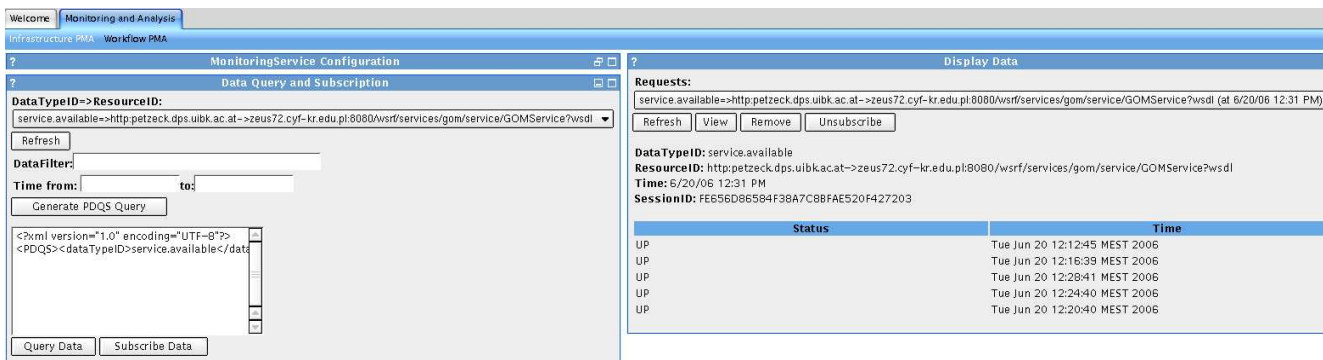 Welcome Monitoring and Analysis
Infrastructure PMA Workflow PMA
? MonitoringService Configuration
? Data Query and Subscription
DataTypeID=>ResourceID:
service.available=>http:petzeck.dps.uibk.ac.at->zeus72.cyf-kr.edu.pl:8080/wsrf/services/gom/service/GOMService?wsdl
Refresh
DataFilter:
Time from: to:
Generate PDQS Query
<?xml version="1.0" encoding="UTF-8"?>
<PDQS><dataTypeID>service.available</data
Query Data Subscribe Data
? Display Data
Requests:
service.available=>http:petzeck.dps.uibk.ac.at->zeus72.cyf-kr.edu.pl:8080/wsrf/services/gom/service/GOMService?wsdl (at 6/20/06 12:31 PM)
Refresh View Remove Unsubscribe
DataTypeID: service.available
ResourceID: http:petzeck.dps.uibk.ac.at->zeus72.cyf-kr.edu.pl:8080/wsrf/services/gom/service/GOMService?wsdl
Time: 6/20/06 12:31 PM
SessionID: FE656D86584F38A7C8BFAE520F427203
Status Time
UP Tue Jun 20 12:12:45 MEST 2006
UP Tue Jun 20 12:16:39 MEST 2006
UP Tue Jun 20 12:28:41 MEST 2006
UP Tue Jun 20 12:24:40 MEST 2006
UP Tue Jun 20 12:20:40 MEST 2006